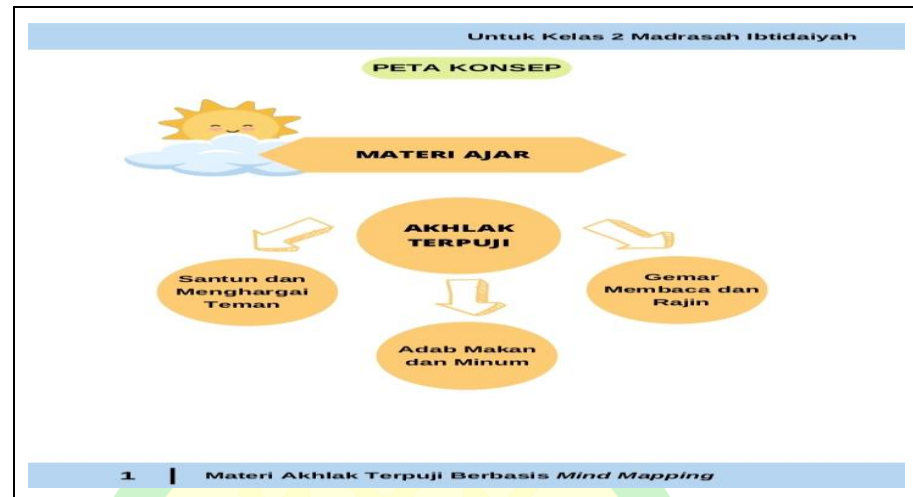 Untuk Kelas 2 Madrasah Ibtidaiyah
PETA KONSEP
MATERI AJAR
AKHLAK
TERPUJI
Santun dan
Menghargai
Teman
Adab Makan
dan Minum
Gemar
Membaca dan
Rajin
1 | Materi Akhlak Terpuji Berbasis Mind Mapping